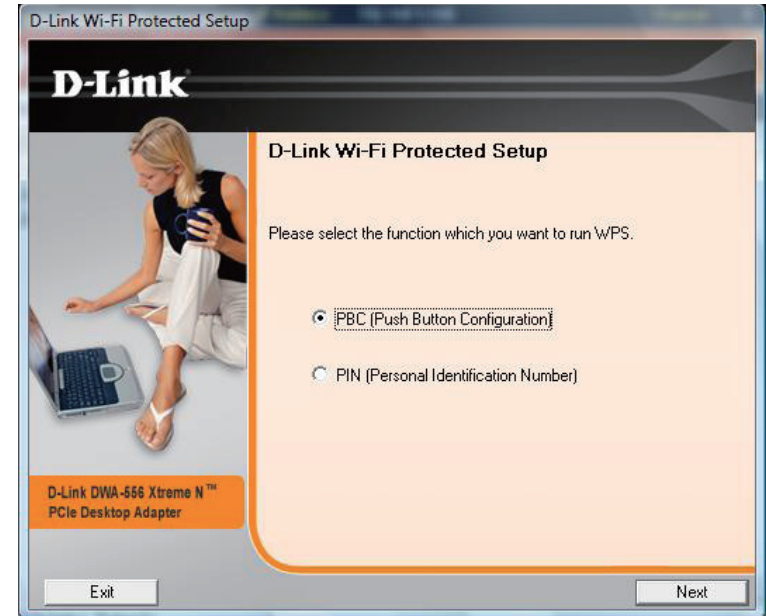 D-Link Wi-Fi Protected Setup
D-Link
D-Link Wi-Fi Protected Setup
Please select the function which you want to run WPS.
PBC (Push Button Configuration)
PIN (Personal Identification Number)
D-Link DWA-556 Xtreme N™
PCIe Desktop Adapter
Exit
Next